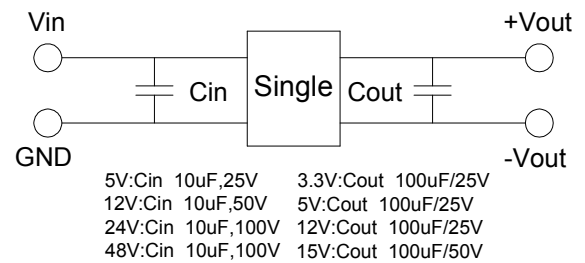 Vin
+Vout
Cin
Single
Cout
GND
-Vout
5V:Cin 10uF,25V
3.3V:Cout 100uF/25V
12V:Cin 10uF,50V
5V:Cout 100uF/25V
24V:Cin 10uF,100V
12V:Cout 100uF/25V
48V:Cin 10uF,100V
15V:Cout 100uF/50V